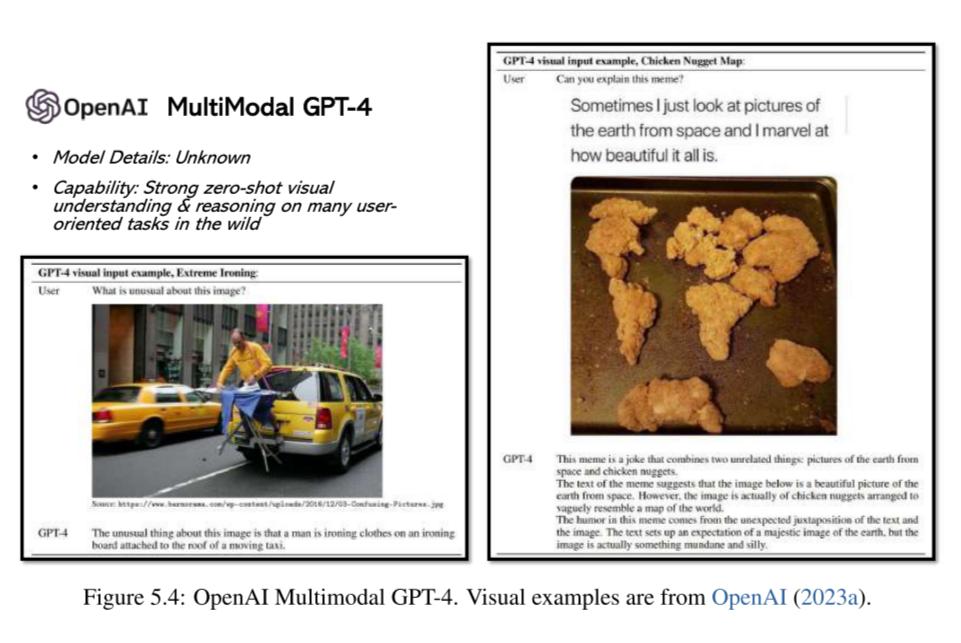 OpenAI MultiModal GPT-4
• Model Details: Unknown
• Capability: Strong zero-shot visual
understanding & reasoning on many user-
oriented tasks in the wild
GPT-4 visual input example, Extreme Ironing:
User What is unusual about this image?
Source: https://www.barnorama.com/wp-content/uploads/2016/12/03-Confusing-Pictures.jpg
GPT-4 The unusual thing about this image is that a man is ironing clothes on an ironing
board attached to the roof of a moving taxi.
GPT-4 visual input example, Chicken Nugget Map:
User Can you explain this meme?
Sometimes I just look at pictures of
the earth from space and I marvel at
how beautiful it all is.
GPT-4 This meme is a joke that combines two unrelated things: pictures of the earth from
space and chicken nuggets.
The text of the meme suggests that the image below is a beautiful picture of the
earth from space. However, the image is actually of chicken nuggets arranged to
vaguely resemble a map of the world.
The humor in this meme comes from the unexpected juxtaposition of the text and
the image. The text sets up an expectation of a majestic image of the earth, but the
image is actually something mundane and silly.
Figure 5.4: OpenAI Multimodal GPT-4. Visual examples are from OpenAI (2023a).